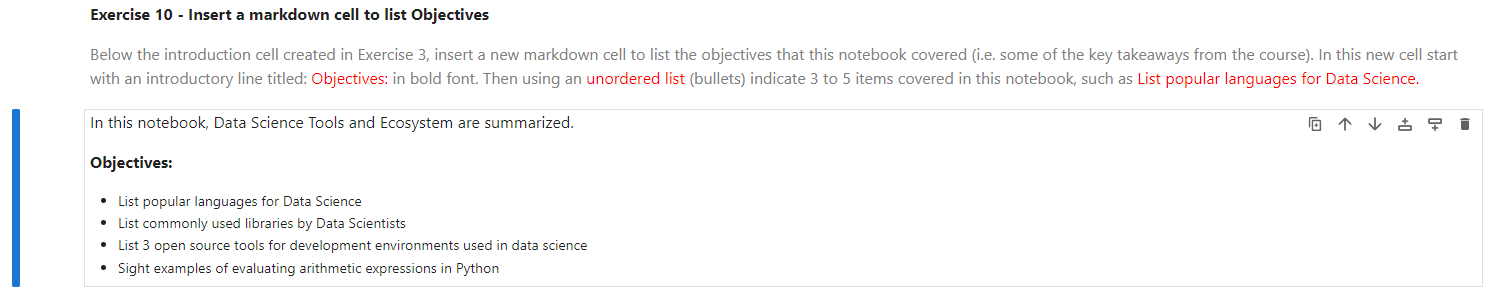 Exercise 10 - Insert a markdown cell to list Objectives
Below the introduction cell created in Exercise 3, insert a new markdown cell to list the objectives that this notebook covered (i.e. some of the key takeaways from the course). In this new cell start
with an introductory line titled: Objectives: in bold font. Then using an unordered list (bullets) indicate 3 to 5 items covered in this notebook, such as List popular languages for Data Science.
In this notebook, Data Science Tools and Ecosystem are summarized.
Objectives:
• List popular languages for Data Science
• List commonly used libraries by Data Scientists
• List 3 open source tools for development environments used in data science
• Sight examples of evaluating arithmetic expressions in Python